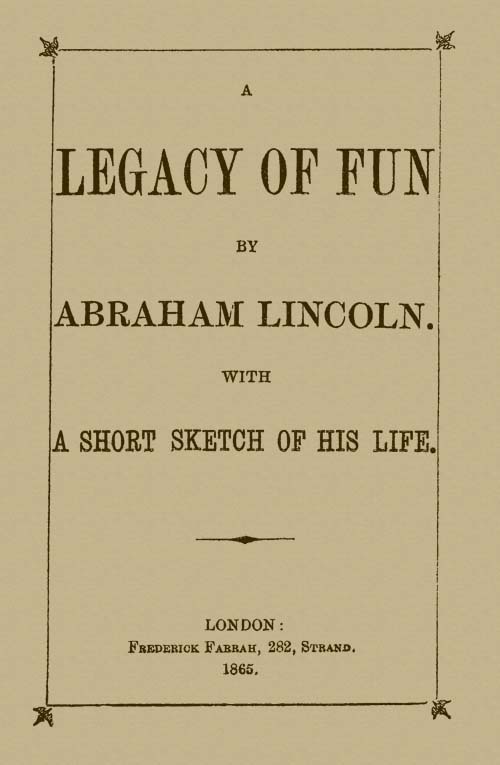 A
LEGACY OF FUN
BY
ABRAHAM LINCOLN.
WITH
A SHORT SKETCH OF HIS LIFE.
LONDON:
FREDERICK FARRAH, 282, STRAND.
1865.